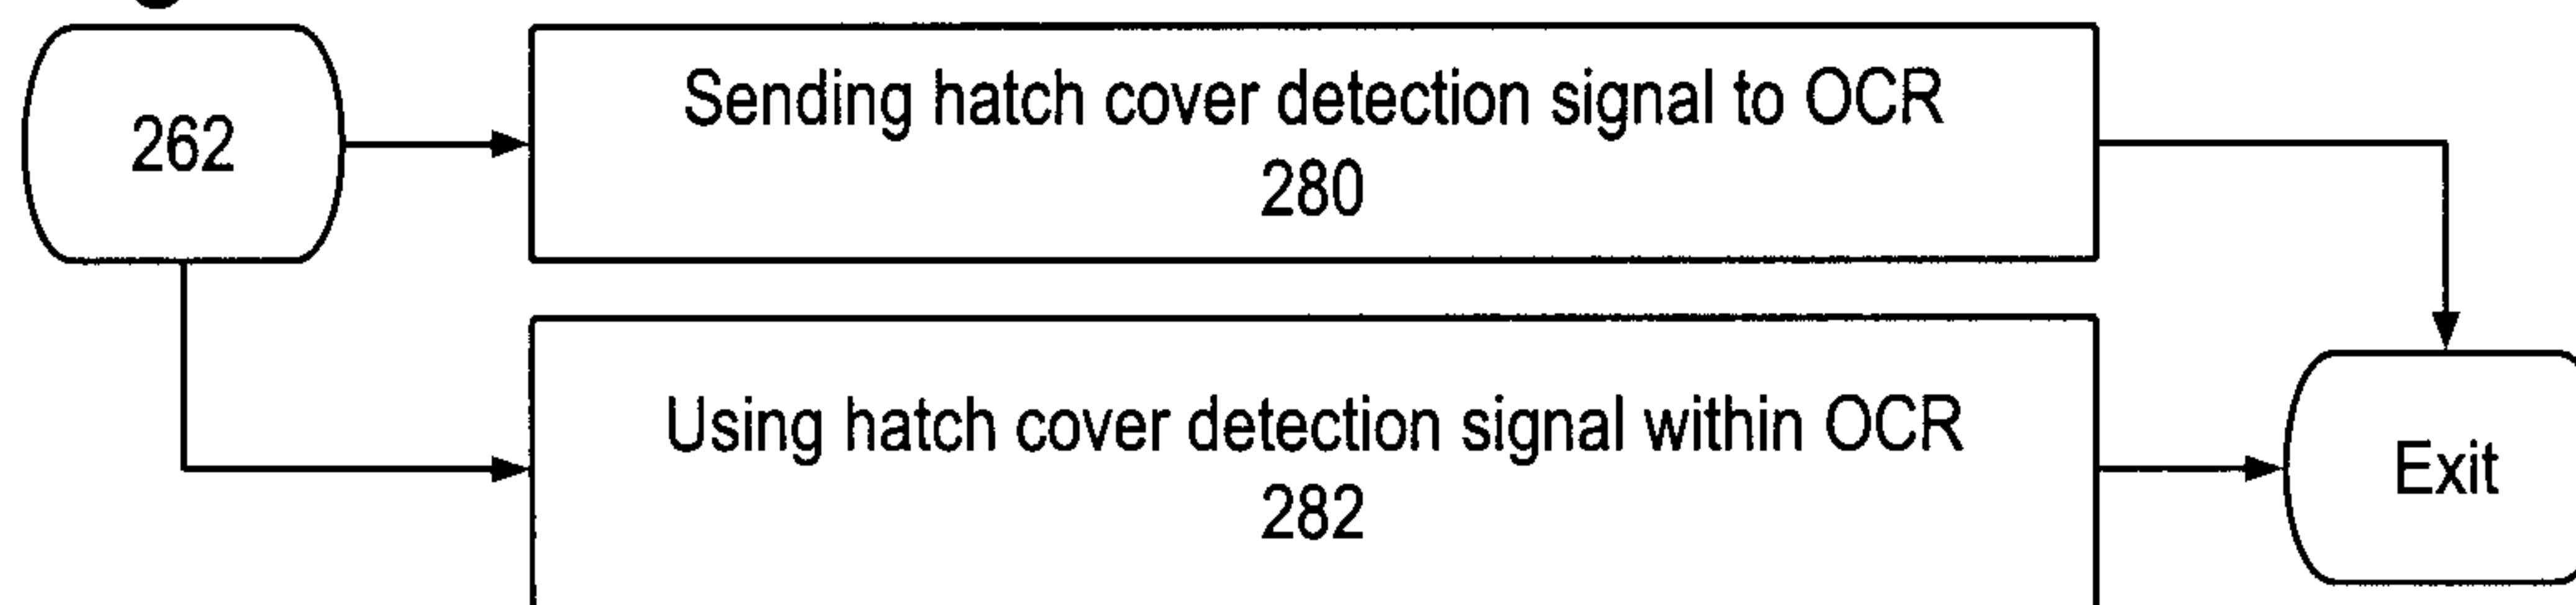 262
Sending hatch cover detection signal to OCR
280
Using hatch cover detection signal within OCR
282
Exit